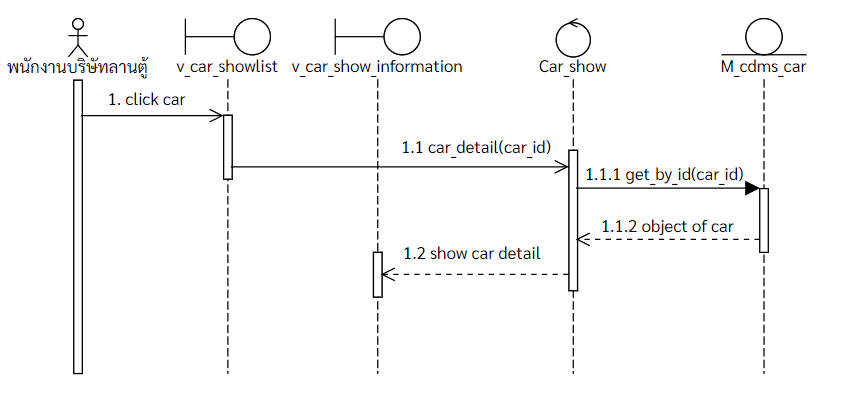 พนักงานบริษัทลานตู้
v_car_showlist
v_car_show_information
Car_show
M_cdms_car
1. click car
1.1 car_detail(car_id)
1.1.1 get_by_id(car_id)
1.1.2 object of car
1.2 show car detail